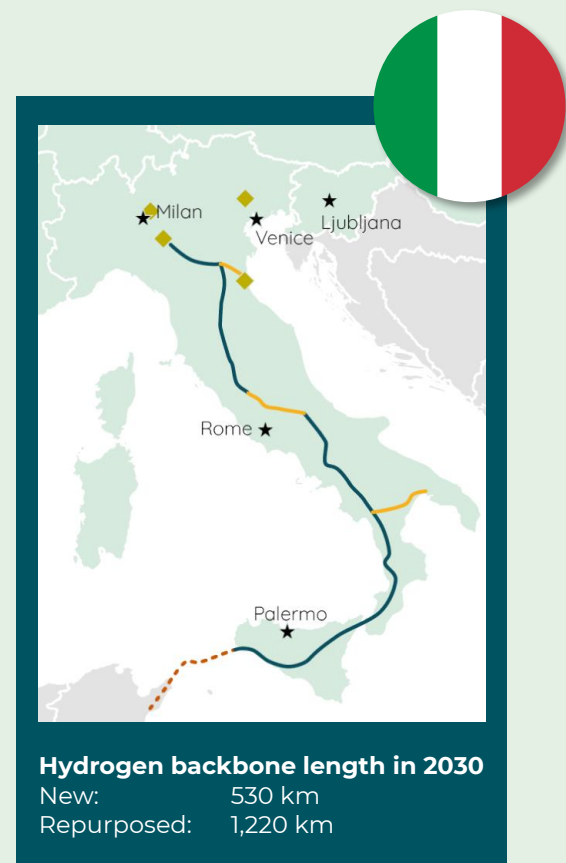 Milan
Venice
Ljubljana
Rome
Palermo
Hydrogen backbone length in 2030
New: 530 km
Repurposed: 1,220 km